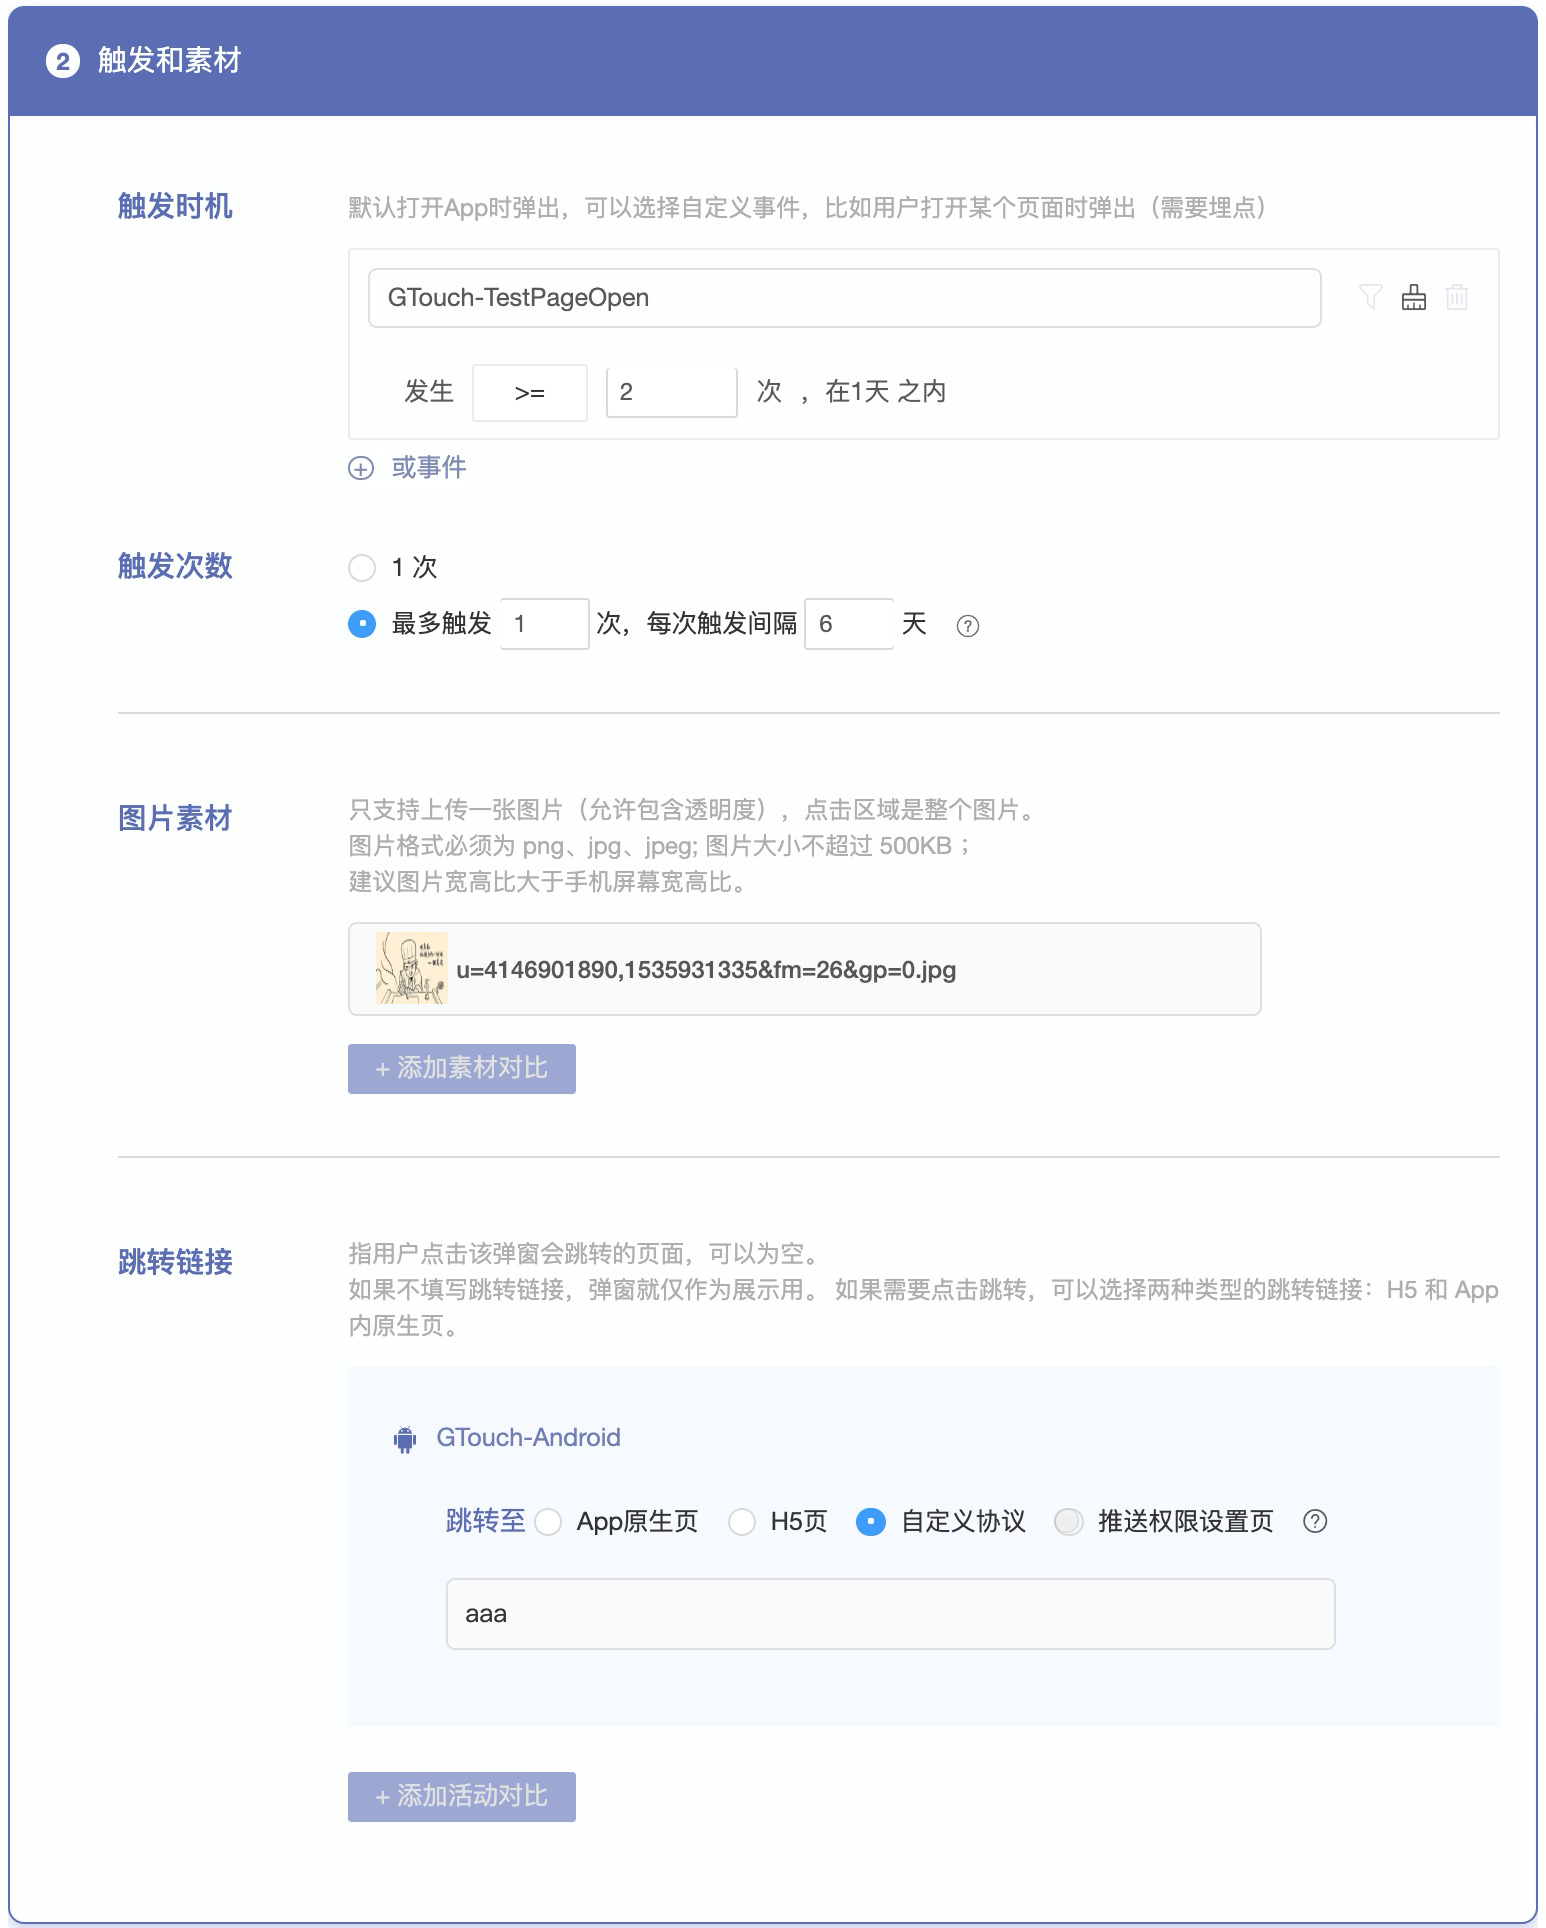 2 触发和素材
触发时机
默认打开App时弹出，可以选择自定义事件，比如用户打开某个页面时弹出（需要埋点）
GTouch-TestPageOpen
发生 >= 2 次 ，在1天 之内
或事件
触发次数
1 次
最多触发 1 次，每次触发间隔 6 天 ?
图片素材
只支持上传一张图片（允许包含透明度），点击区域是整个图片。
图片格式必须为 png、jpg、jpeg; 图片大小不超过 500KB ；
建议图片宽高比大于手机屏幕宽高比。
u=4146901890,1535931335&fm=26&gp=0.jpg
+ 添加素材对比
跳转链接
指用户点击该弹窗会跳转的页面，可以为空。
如果不填写跳转链接，弹窗就仅作为展示用。 如果需要点击跳转，可以选择两种类型的跳转链接：H5 和 App
内原生页。
GTouch-Android
跳转至 App原生页 H5页 自定义协议 推送权限设置页 ?
aaa
+ 添加活动对比